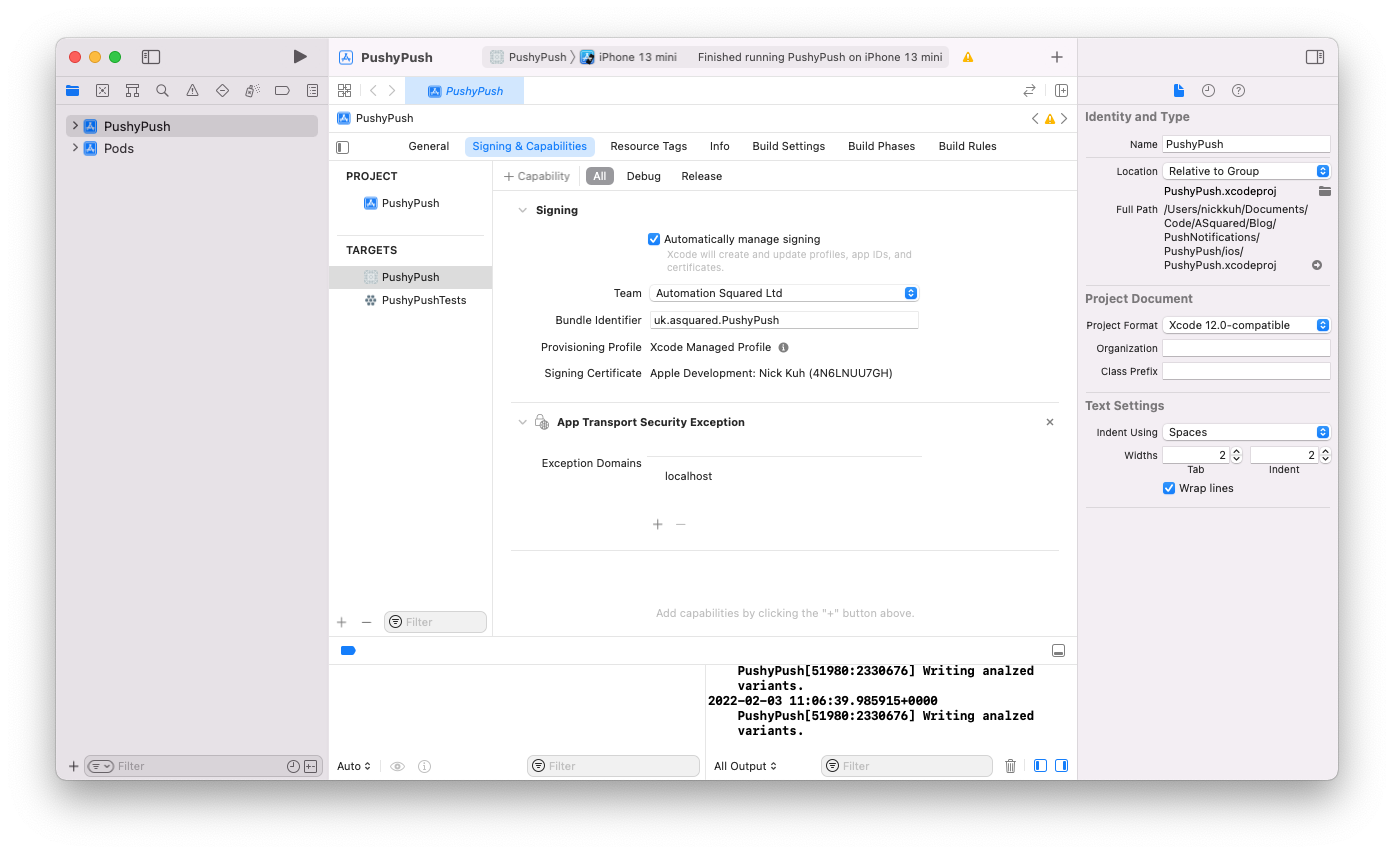 PushyPush
PushyPush
iPhone 13 mini
Finished running PushyPush on iPhone 13 mini
PushyPush
PushyPush
Pods
PushyPush
General
Signing & Capabilities
Resource Tags
Info
Build Settings
Build Phases
Build Rules
PROJECT
PushyPush
TARGETS
PushyPush
PushyPushTests
Filter
+ Capability
All
Debug
Release
Signing
Automatically manage signing
Xcode will create and update profiles, app IDs, and
certificates.
Team
Automation Squared Ltd
Bundle Identifier
uk.asquared.PushyPush
Provisioning Profile
Xcode Managed Profile
Signing Certificate
Apple Development: Nick Kuh (4N6LNUU7GH)
App Transport Security Exception
Exception Domains
localhost
Add capabilities by clicking the "+" button above.
PushyPush[51980:2330676] Writing analzed
variants.
2022-02-03 11:06:39.985915+0000
PushyPush[51980:2330676] Writing analzed
variants.
Filter
Auto
Filter
All Output
Filter
Identity and Type
Name
PushyPush
Location
Relative to Group
PushyPush.xcodeproj
Full Path
/Users/nickkuh/Documents/
Code/ASquared/Blog/
PushNotifications/
PushyPush/ios/
PushyPush.xcodeproj
Project Document
Project Format
Xcode 12.0-compatible
Organization
Class Prefix
Text Settings
Indent Using
Spaces
Widths
2
2
Tab
Indent
Wrap lines